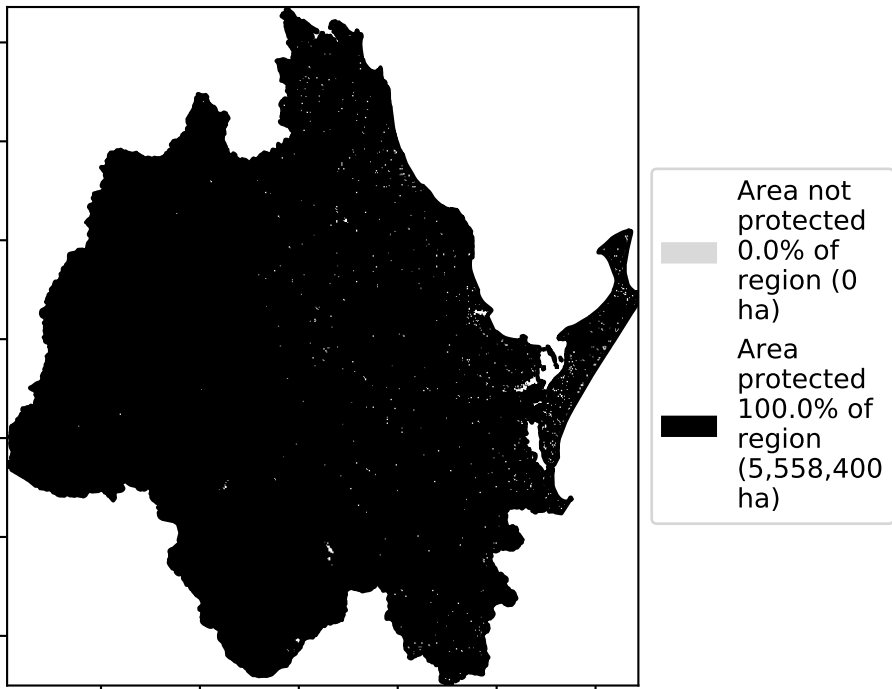 Area not
protected
0.0% of
region (0
ha)
Area
protected
100.0% of
region
(5,558,400
ha)